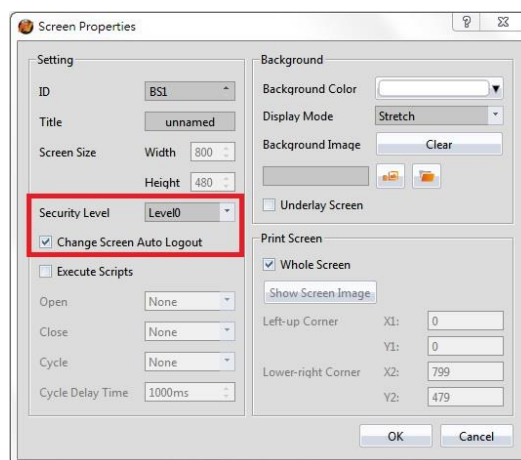 Screen Properties
Setting
ID BS1
Title unnamed
Screen Size Width 800
Height 480
Security Level Level0
Change Screen Auto Logout
Execute Scripts
Open None
Close None
Cycle None
Cycle Delay Time 1000ms
Background
Background Color
Display Mode Stretch
Background Image Clear
Underlay Screen
Print Screen
Whole Screen
Show Screen Image
Left-up Corner X1: 0
Y1: 0
Lower-right Corner X2: 799
Y2: 479
OK Cancel